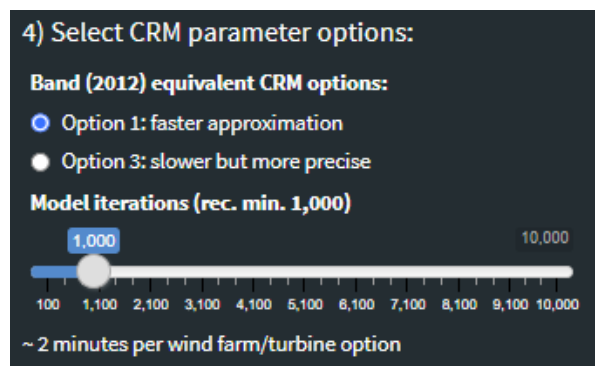 4) Select CRM parameter options:
Band (2012) equivalent CRM options:
Option 1: faster approximation
Option 3: slower but more precise
Model iterations (rec. min. 1,000)
1,000 10,000
100 1,100 2,100 3,100 4,100 5,100 6,100 7,100 8,100 9,100 10,000
~ 2 minutes per wind farm/turbine option